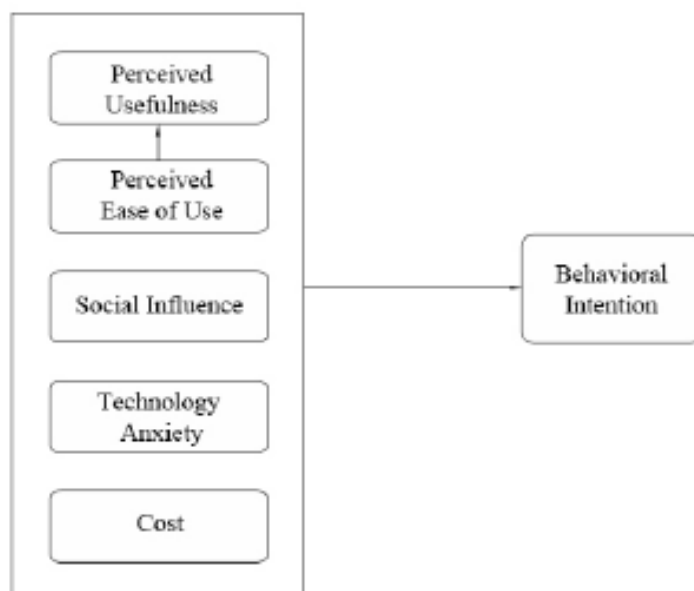 Perceived
Usefulness
Perceived
Ease of Use
Social Influence
Technology
Anxiety
Cost
Behavioral
Intention